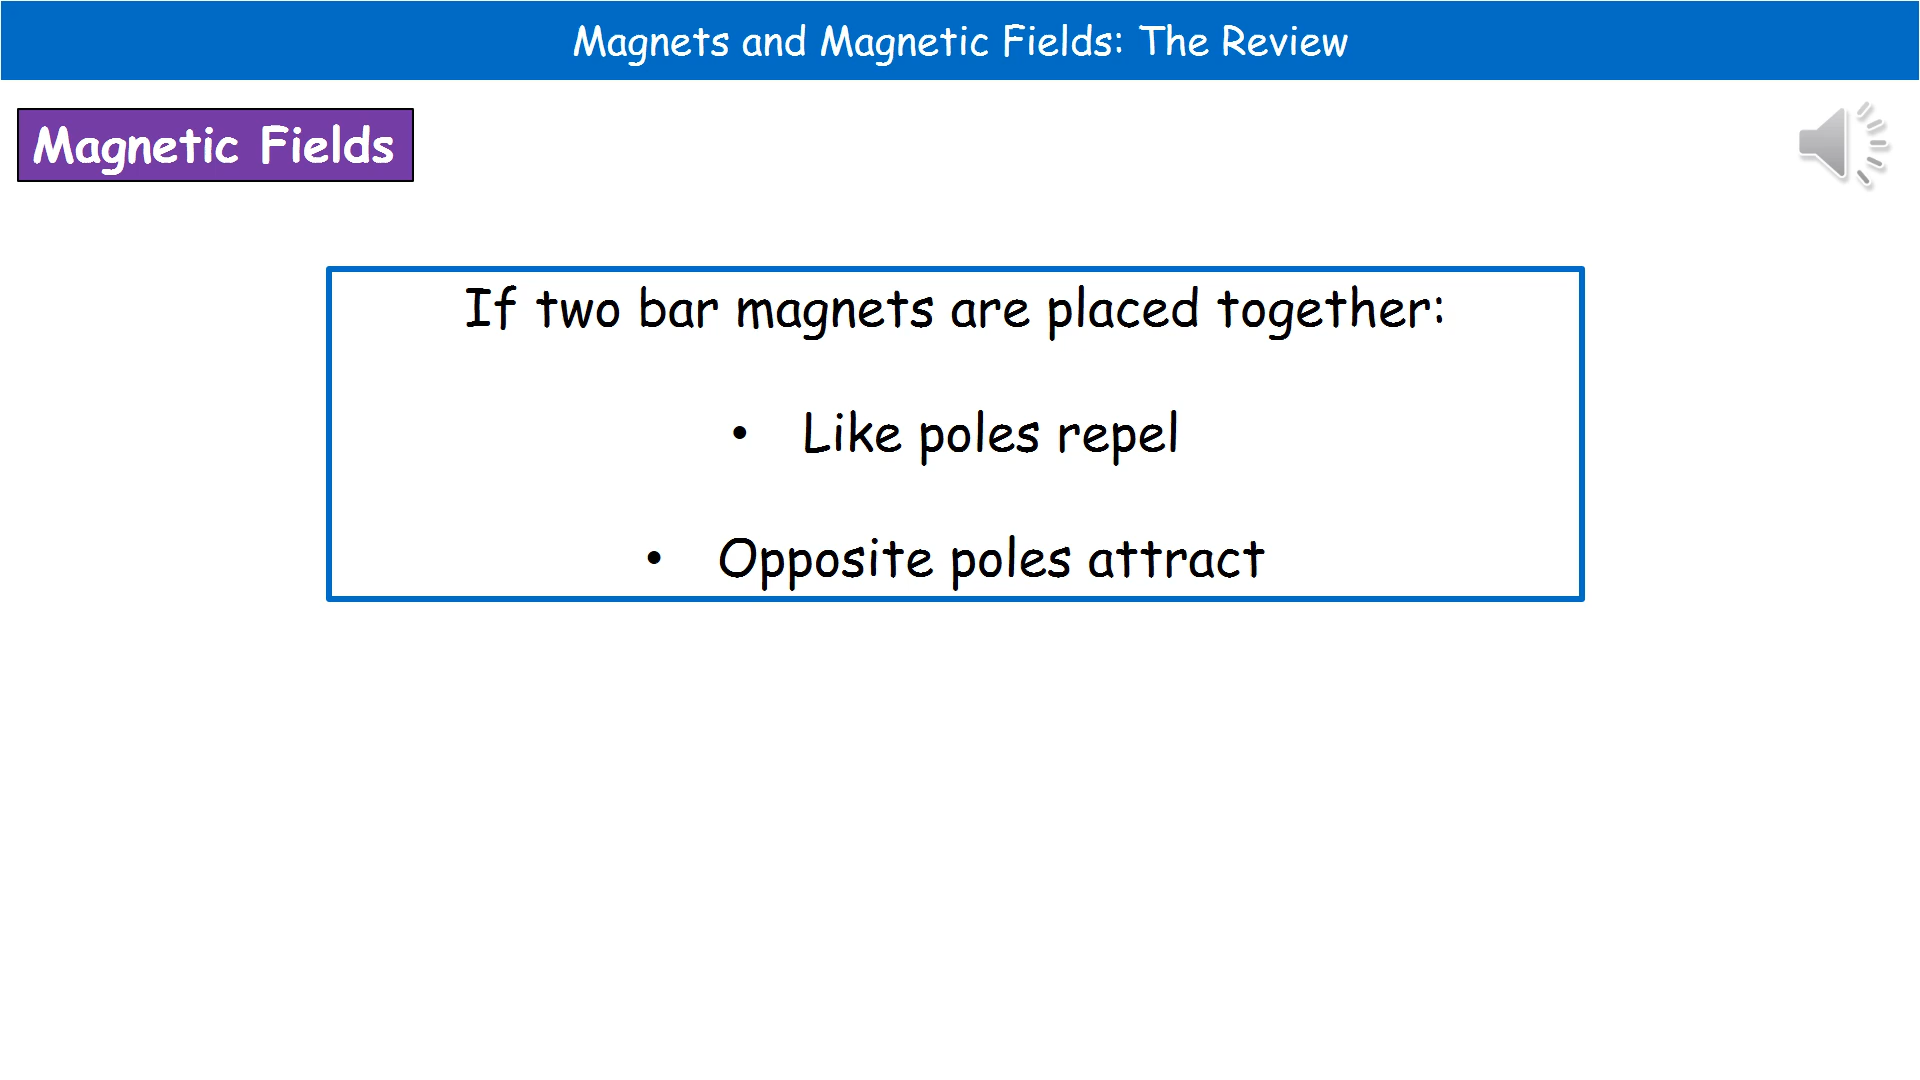 Magnets and Magnetic Fields: The Review
Magnetic Fields
If two bar magnets are placed together:
• Like poles repel
• Opposite poles attract